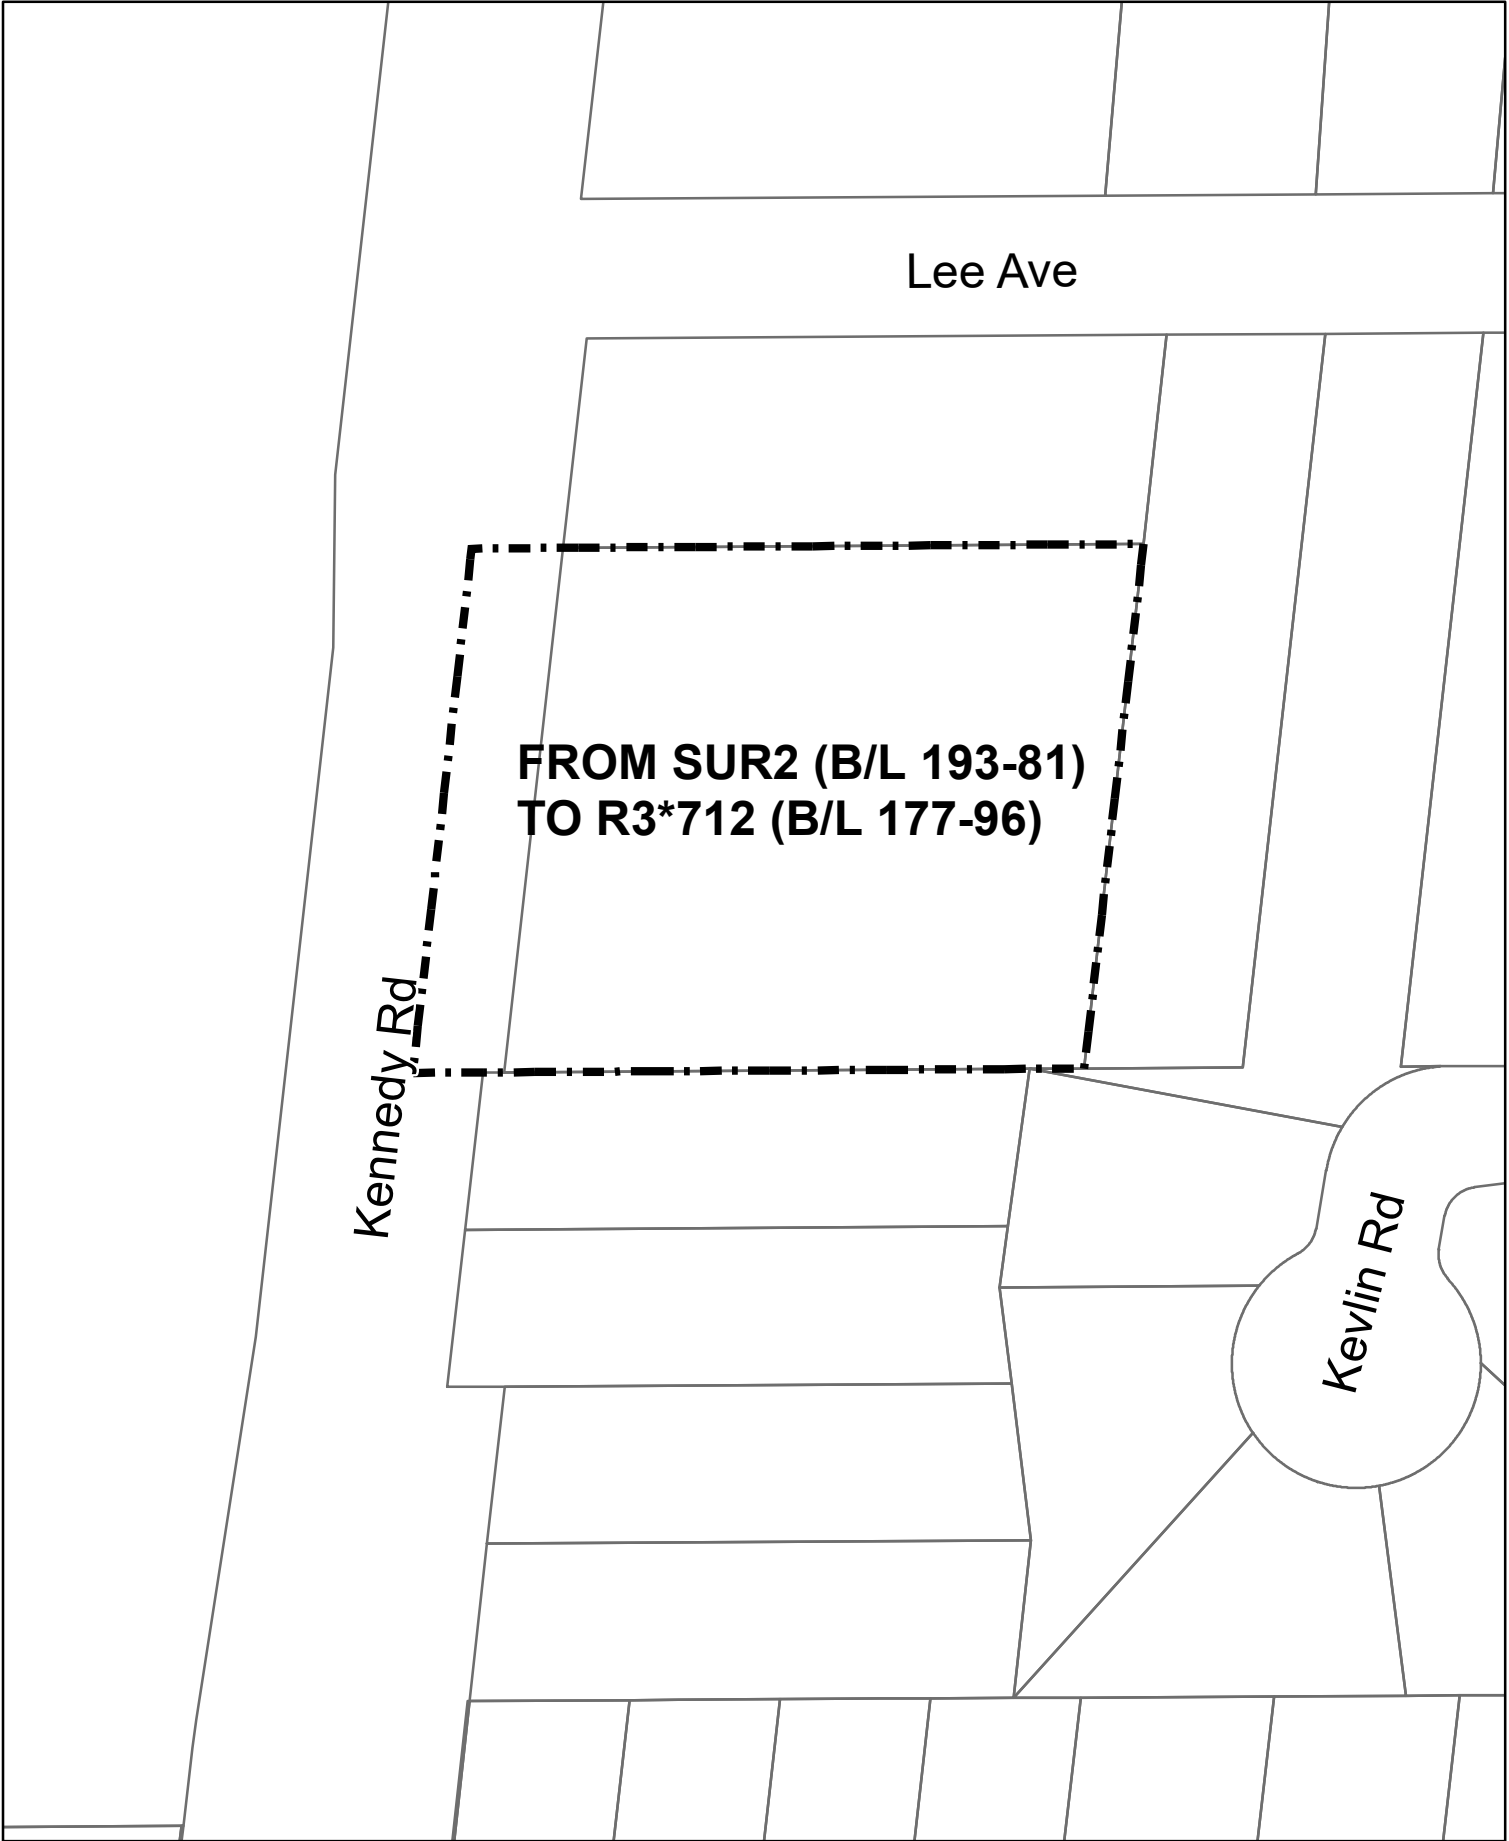 Lee Ave
FROM SUR2 (B/L 193-81)
TO R3*712 (B/L 177-96)
Kennedy Rd
Kevlin Rd